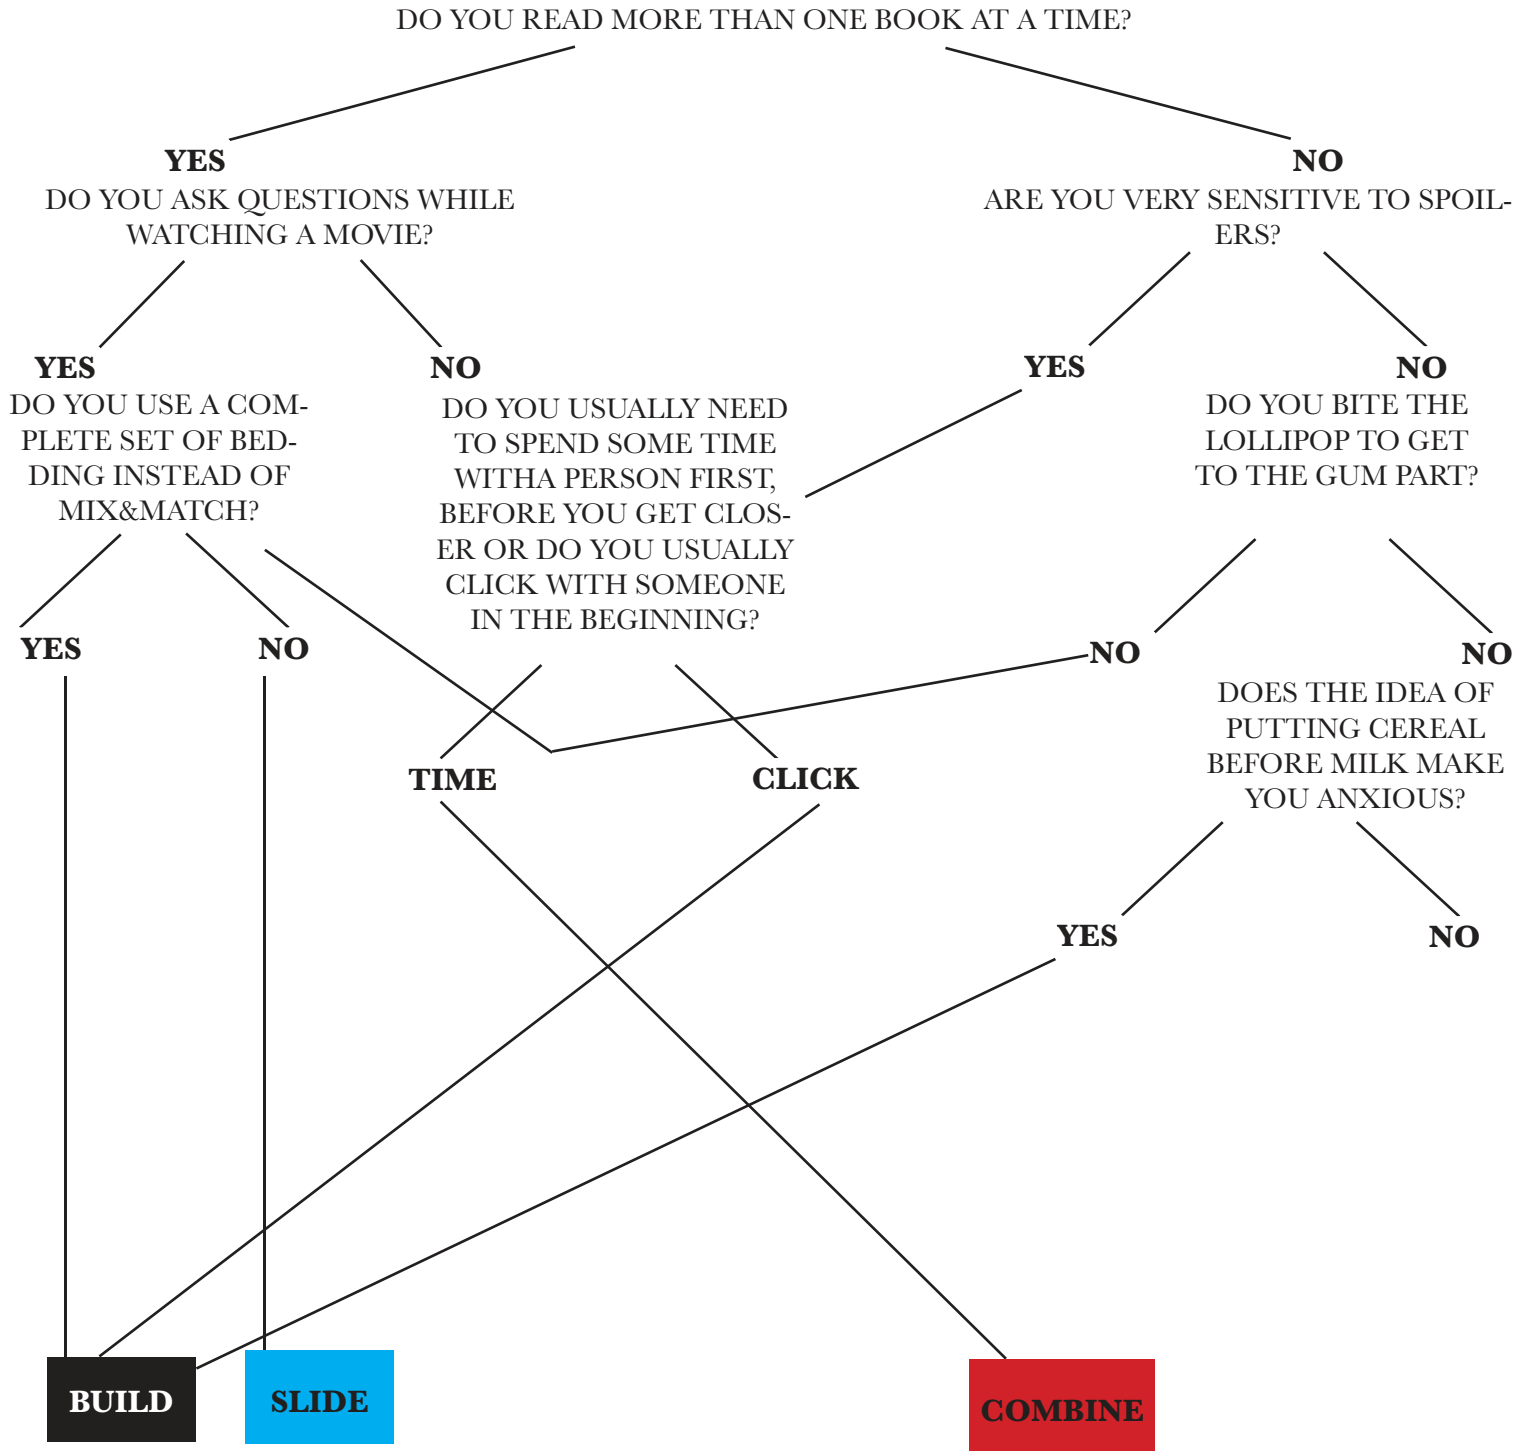 DO YOU READ MORE THAN ONE BOOK AT A TIME?
YES
DO YOU ASK QUESTIONS WHILE
WATCHING A MOVIE?
NO
ARE YOU VERY SENSITIVE TO SPOIL-
ERS?
YES
DO YOU USE A COM-
PLETE SET OF BED-
DING INSTEAD OF
MIX&MATCH?
NO
DO YOU USUALLY NEED
TO SPEND SOME TIME
WITHA PERSON FIRST,
BEFORE YOU GET CLOS-
ER OR DO YOU USUALLY
CLICK WITH SOMEONE
IN THE BEGINNING?
YES
NO
DO YOU BITE THE
LOLLIPOP TO GET
TO THE GUM PART?
YES
NO
NO
NO
DOES THE IDEA OF
PUTTING CEREAL
BEFORE MILK MAKE
YOU ANXIOUS?
TIME
CLICK
YES
NO
BUILD
SLIDE
COMBINE